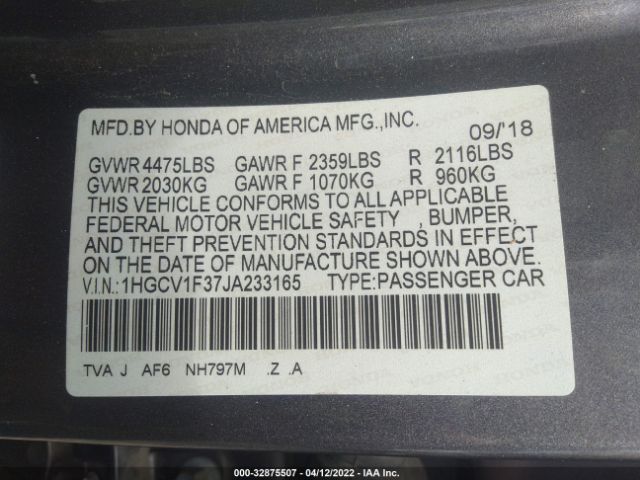 MFD.BY HONDA OF AMERICA MFG.,INC. 09/'18
GVWR 4475LBS GAWR F 2359LBS R 2116LBS
GVWR 2030KG GAWR F 1070KG R 960KG
THIS VEHICLE CONFORMS TO ALL APPLICABLE
FEDERAL MOTOR VEHICLE SAFETY , BUMPER,
AND THEFT PREVENTION STANDARDS IN EFFECT
ON THE DATE OF MANUFACTURE SHOWN ABOVE.
V.I.N.: 1HGCV1F37JA233165 TYPE:PASSENGER CAR
TVA J AF6 NH797M .Z .A
000-32875507 - 04/12/2022 - IAA Inc.